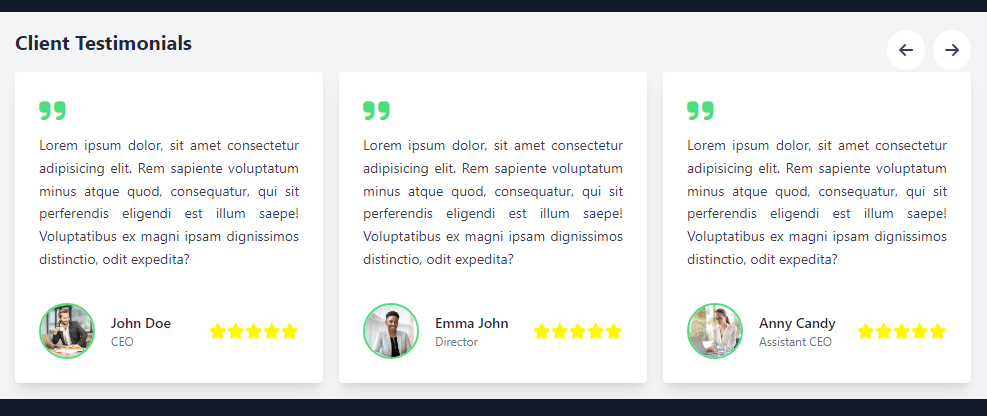 Client Testimonials
Lorem ipsum dolor, sit amet consectetur
adipisicing elit. Rem sapiente voluptatum
minus atque quod, consequatur, qui sit
perferendis eligendi est illum saepe!
Voluptatibus ex magni ipsam dignissimos
distinctio, odit expedita?
John Doe
CEO
Lorem ipsum dolor, sit amet consectetur
adipisicing elit. Rem sapiente voluptatum
minus atque quod, consequatur, qui sit
perferendis eligendi est illum saepe!
Voluptatibus ex magni ipsam dignissimos
distinctio, odit expedita?
Emma John
Director
Lorem ipsum dolor, sit amet consectetur
adipisicing elit. Rem sapiente voluptatum
minus atque quod, consequatur, qui sit
perferendis eligendi est illum saepe!
Voluptatibus ex magni ipsam dignissimos
distinctio, odit expedita?
Anny Candy
Assistant CEO